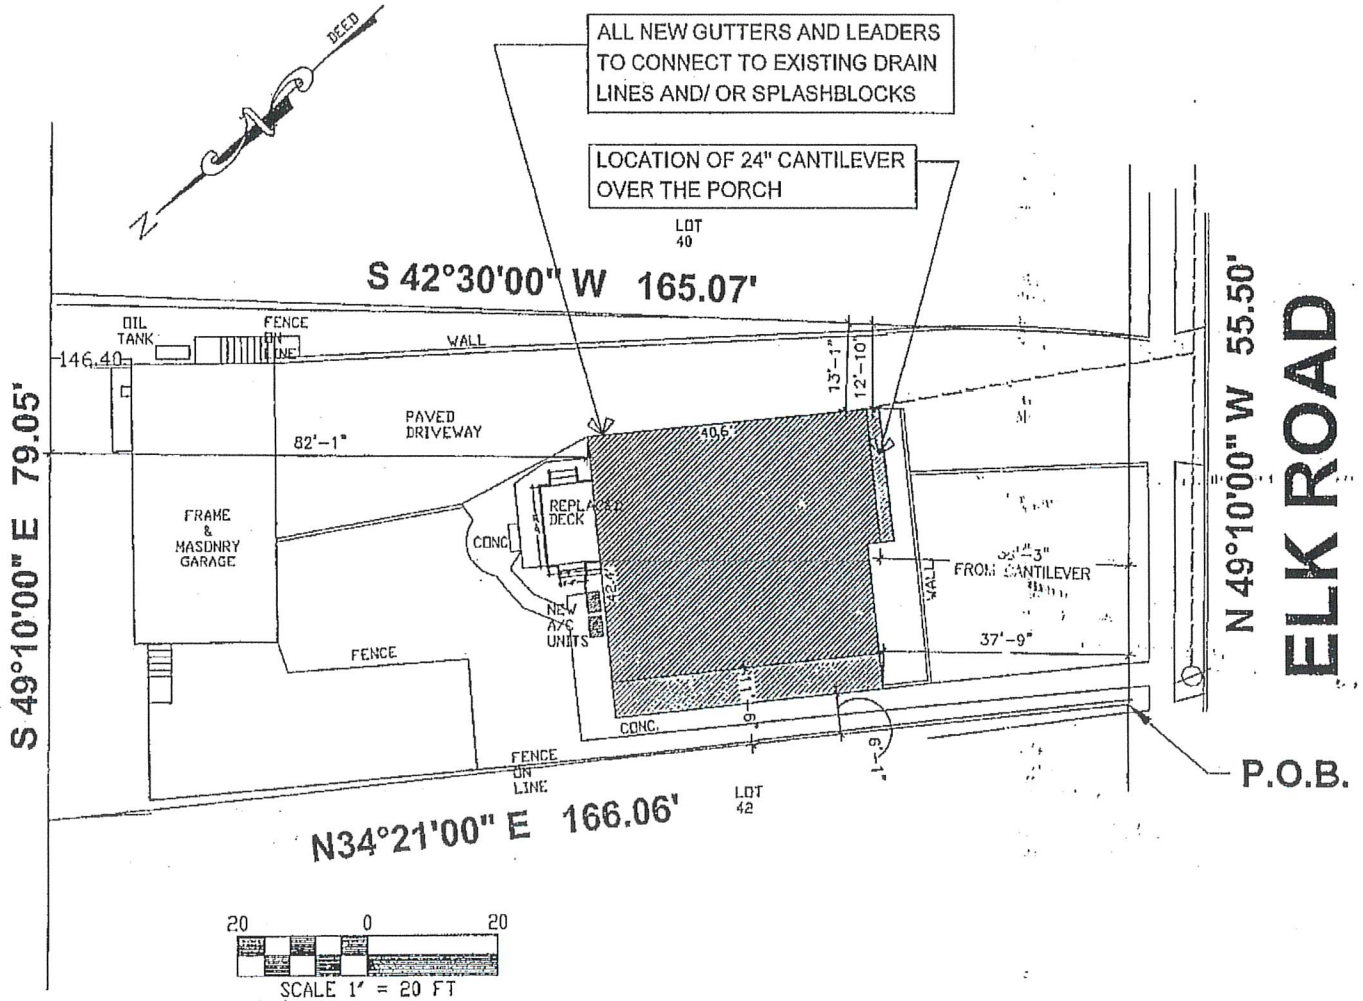 DEED
N
ALL NEW GUTTERS AND LEADERS
TO CONNECT TO EXISTING DRAIN
LINES AND/ OR SPLASHBLOCKS
LOCATION OF 24" CANTILEVER
OVER THE PORCH
LOT
40
S 42°30'00" W 165.07'
OIL
TANK
FENCE
ON
LINE
WALL
146.40
13'-1"
12'-10"
N 49°10'00" W 55.50'
ELK ROAD
S 49°10'00" E 79.05'
PAVED
DRIVEWAY
82'-1"
40.6'
REPLACED
DECK
FRAME
&
MASONRY
GARAGE
CONC
42.4'
NEW
A/C
UNITS
FROM CANTILEVER
WALL
37'-9"
FENCE
11'-9"
CONC.
9'-1"
FENCE
ON
LINE
P.O.B.
LOT
42
N34°21'00" E 166.06'
20 0 20
SCALE 1" = 20 FT